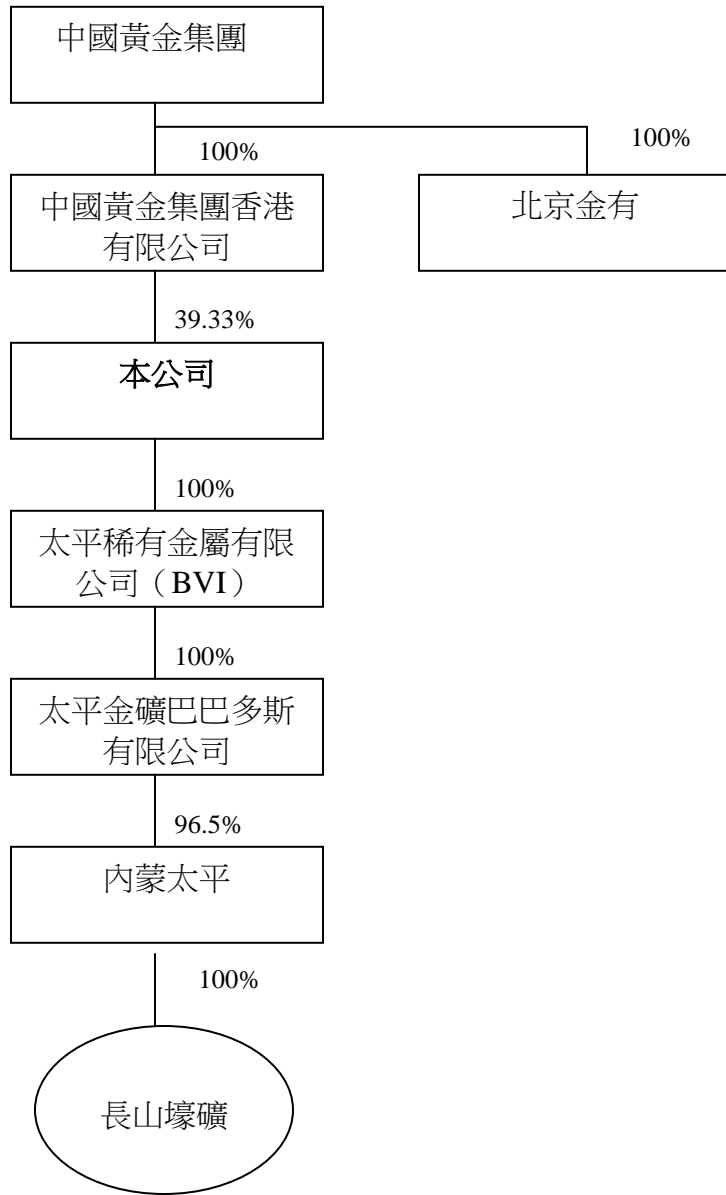 中國黃金集團
100%
100%
中國黃金集團香港
有限公司
北京金有
39.33%
本公司
100%
太平稀有金屬有限
公司（BVI）
100%
太平金礦巴巴多斯
有限公司
96.5%
內蒙太平
100%
長山壕礦